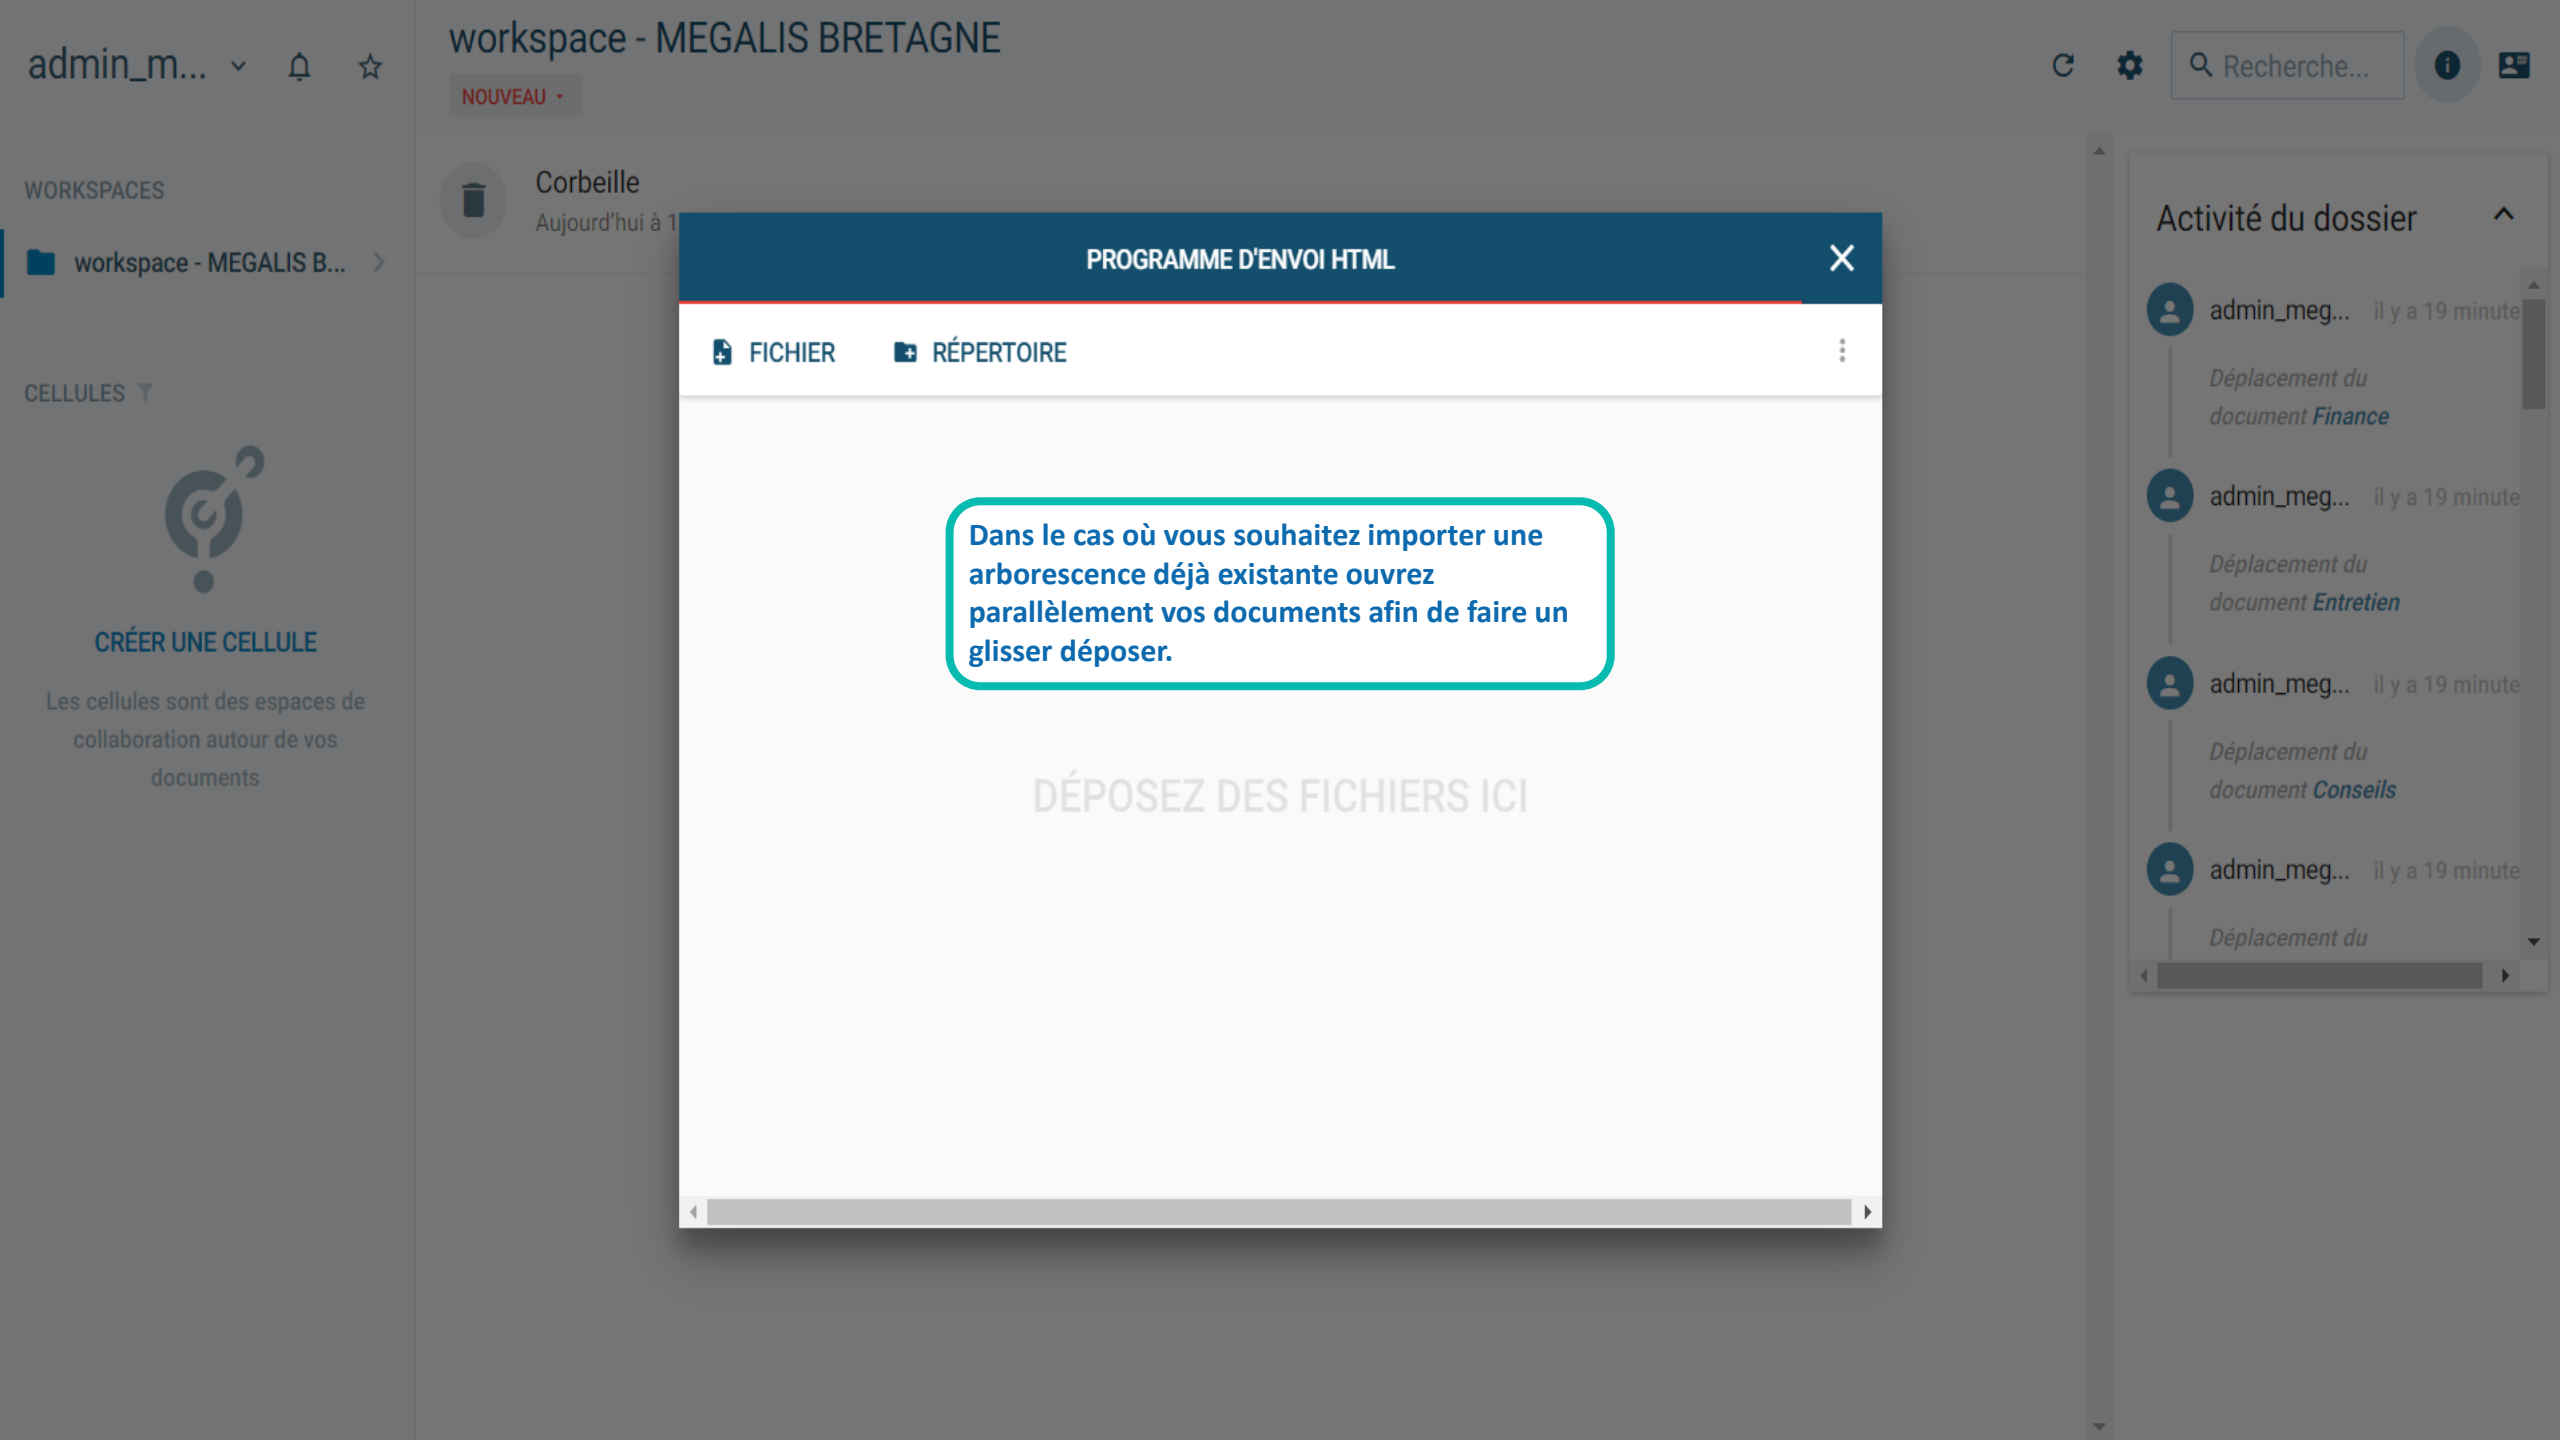 admin_m...
WORKSPACES
workspace - MEGALIS B...
CELLULES
CRÉER UNE CELLULE
Les cellules sont des espaces de
collaboration autour de vos
documents
workspace - MEGALIS BRETAGNE
NOUVEAU
Recherche...
Corbeille
Aujourd'hui à 1
PROGRAMME D'ENVOI HTML
FICHIER
RÉPERTOIRE
Dans le cas où vous souhaitez importer une
arborescence déjà existante ouvrez
parallèlement vos documents afin de faire un
glisser déposer.
DÉPOSEZ DES FICHIERS ICI
Activité du dossier
admin_meg... il y a 19 minute
Déplacement du
document Finance
admin_meg... il y a 19 minute
Déplacement du
document Entretien
admin_meg... il y a 19 minute
Déplacement du
document Conseils
admin_meg... il y a 19 minute
Déplacement du